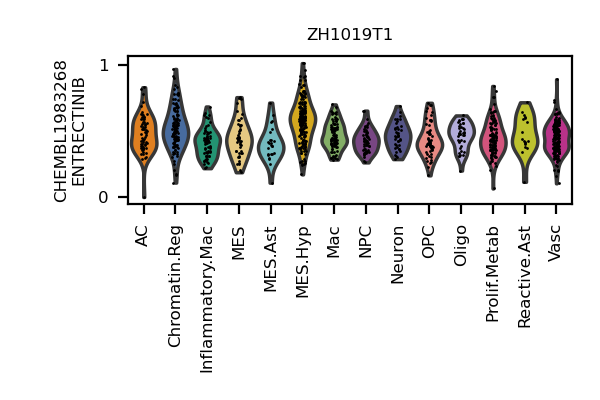 ZH1019T1
CHEMBL1983268
ENTRECTINIB
1
0
AC
Chromatin.Reg
Inflammatory.Mac
MES
MES.Ast
MES.Hyp
Mac
NPC
Neuron
OPC
Oligo
Prolif.Metab
Reactive.Ast
Vasc